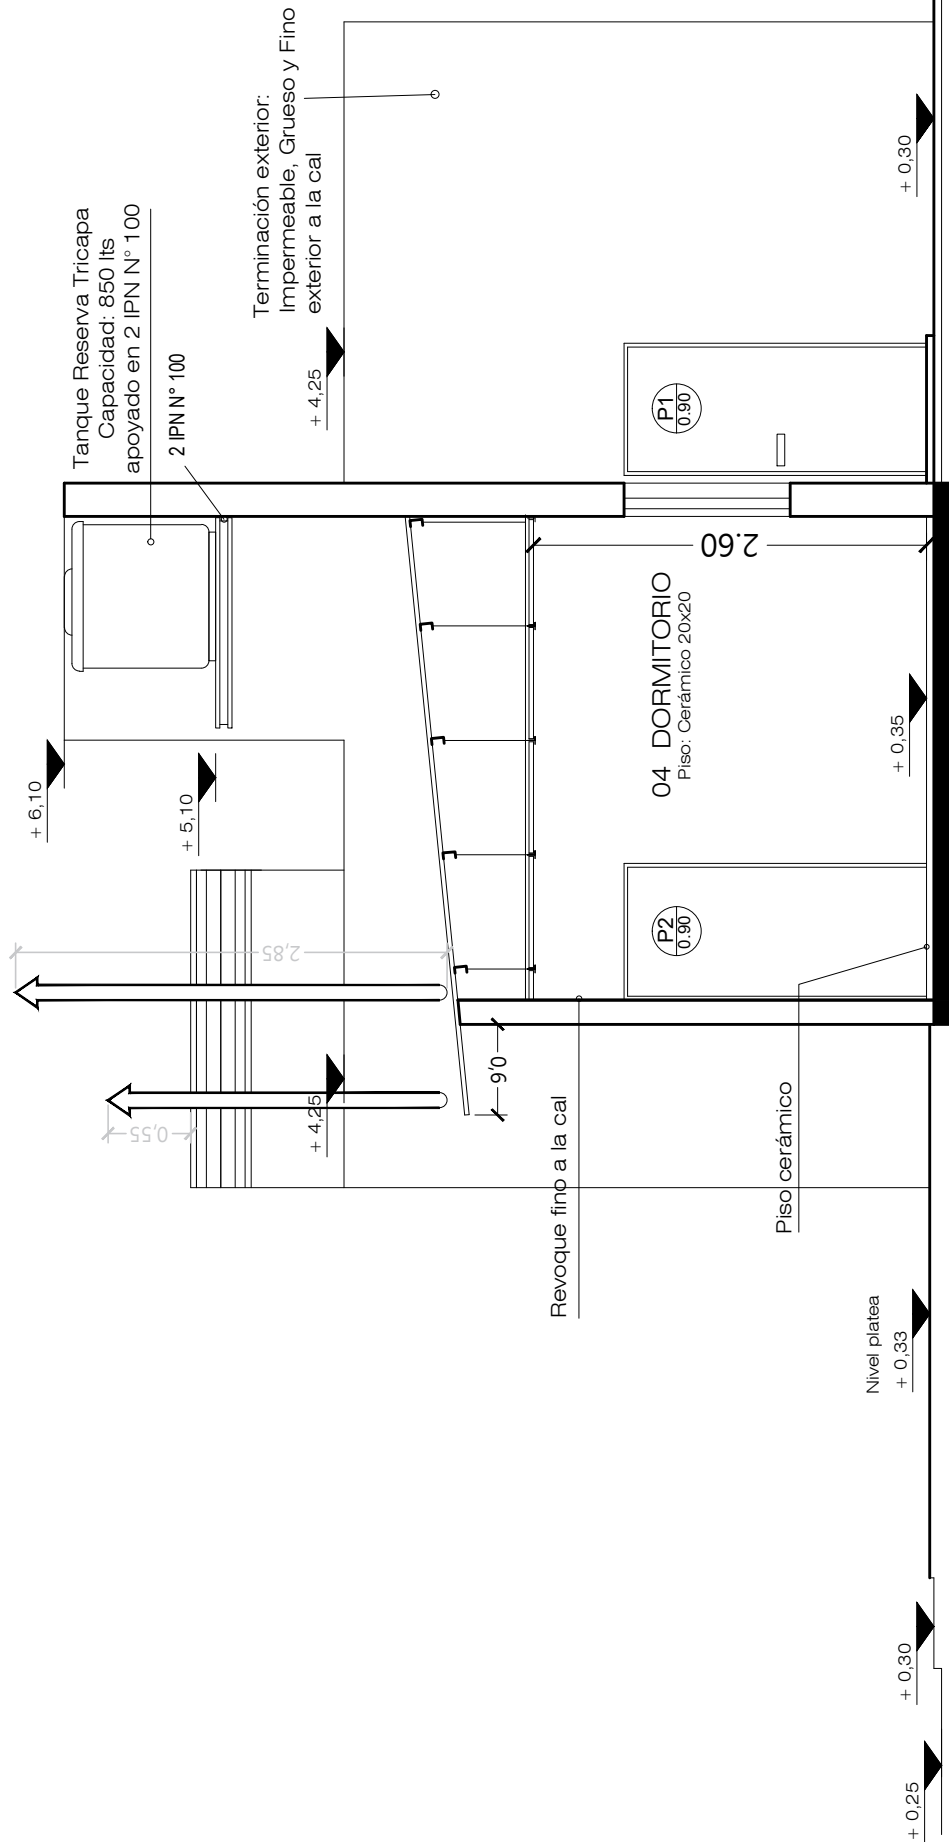 Tanque Reserva Tricapa
Capacidad: 850 lts
apoyado en 2 IPN N° 100
2 IPN N° 100
Terminación exterior:
Impermeable, Grueso y Fino
exterior a la cal
+ 6,10
+ 5,10
+ 4,25
+ 4,25
2,85
0,55
0,6
2.60
04 DORMITORIO
Piso: Cerámico 20x20
P2
0.90
P1
0.90
Revoque fino a la cal
Piso cerámico
Nivel platea
+ 0,33
+ 0,25
+ 0,30
+ 0,35
+ 0,30